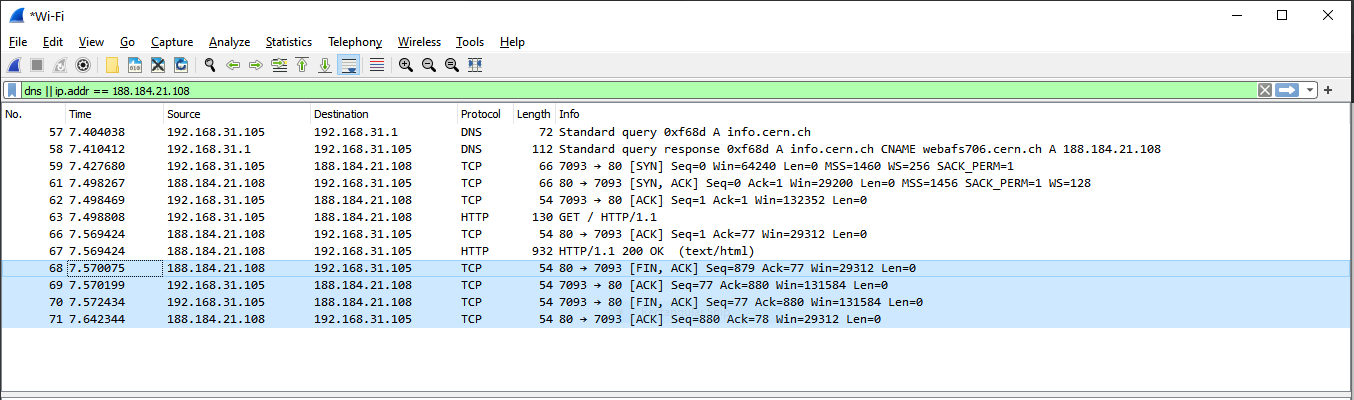 *Wi-Fi
File Edit View Go Capture Analyze Statistics Telephony Wireless Tools Help
dns || ip.addr == 188.184.21.108
No. Time Source Destination Protocol Length Info
57 7.404038 192.168.31.105 192.168.31.1 DNS 72 Standard query 0xf68d A info.cern.ch
58 7.410412 192.168.31.1 192.168.31.105 DNS 112 Standard query response 0xf68d A info.cern.ch CNAME webafs706.cern.ch A 188.184.21.108
59 7.427680 192.168.31.105 188.184.21.108 TCP 66 7093 → 80 [SYN] Seq=0 Win=64240 Len=0 MSS=1460 WS=256 SACK_PERM=1
61 7.498267 188.184.21.108 192.168.31.105 TCP 66 80 → 7093 [SYN, ACK] Seq=0 Ack=1 Win=29200 Len=0 MSS=1456 SACK_PERM=1 WS=128
62 7.498469 192.168.31.105 188.184.21.108 TCP 54 7093 → 80 [ACK] Seq=1 Ack=1 Win=132352 Len=0
63 7.498808 192.168.31.105 188.184.21.108 HTTP 130 GET / HTTP/1.1
66 7.569424 188.184.21.108 192.168.31.105 TCP 54 80 → 7093 [ACK] Seq=1 Ack=77 Win=29312 Len=0
67 7.569424 188.184.21.108 192.168.31.105 HTTP 932 HTTP/1.1 200 OK  (text/html)
68 7.570075 188.184.21.108 192.168.31.105 TCP 54 80 → 7093 [FIN, ACK] Seq=879 Ack=77 Win=29312 Len=0
69 7.570199 192.168.31.105 188.184.21.108 TCP 54 7093 → 80 [ACK] Seq=77 Ack=880 Win=131584 Len=0
70 7.572434 192.168.31.105 188.184.21.108 TCP 54 7093 → 80 [FIN, ACK] Seq=77 Ack=880 Win=131584 Len=0
71 7.642344 188.184.21.108 192.168.31.105 TCP 54 80 → 7093 [ACK] Seq=880 Ack=78 Win=29312 Len=0